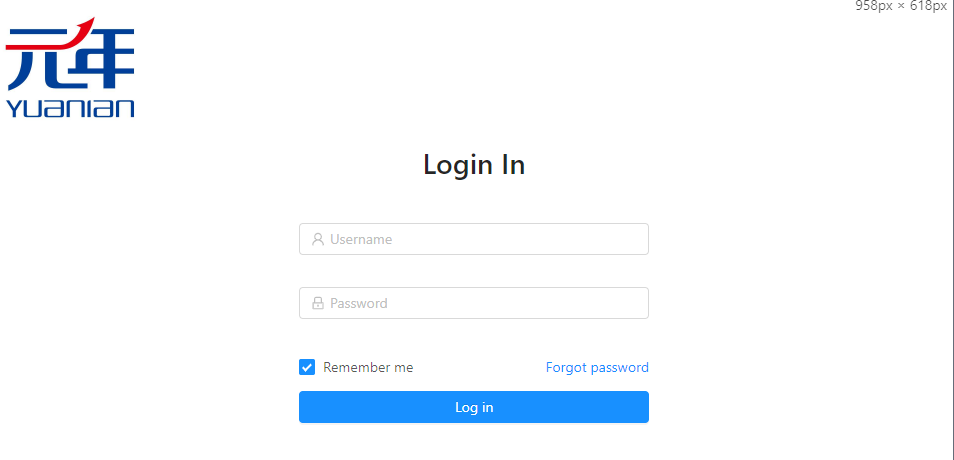 958px × 618px
元年
YUANIAN
Login In
Username
Password
Remember me
Forgot password
Log in